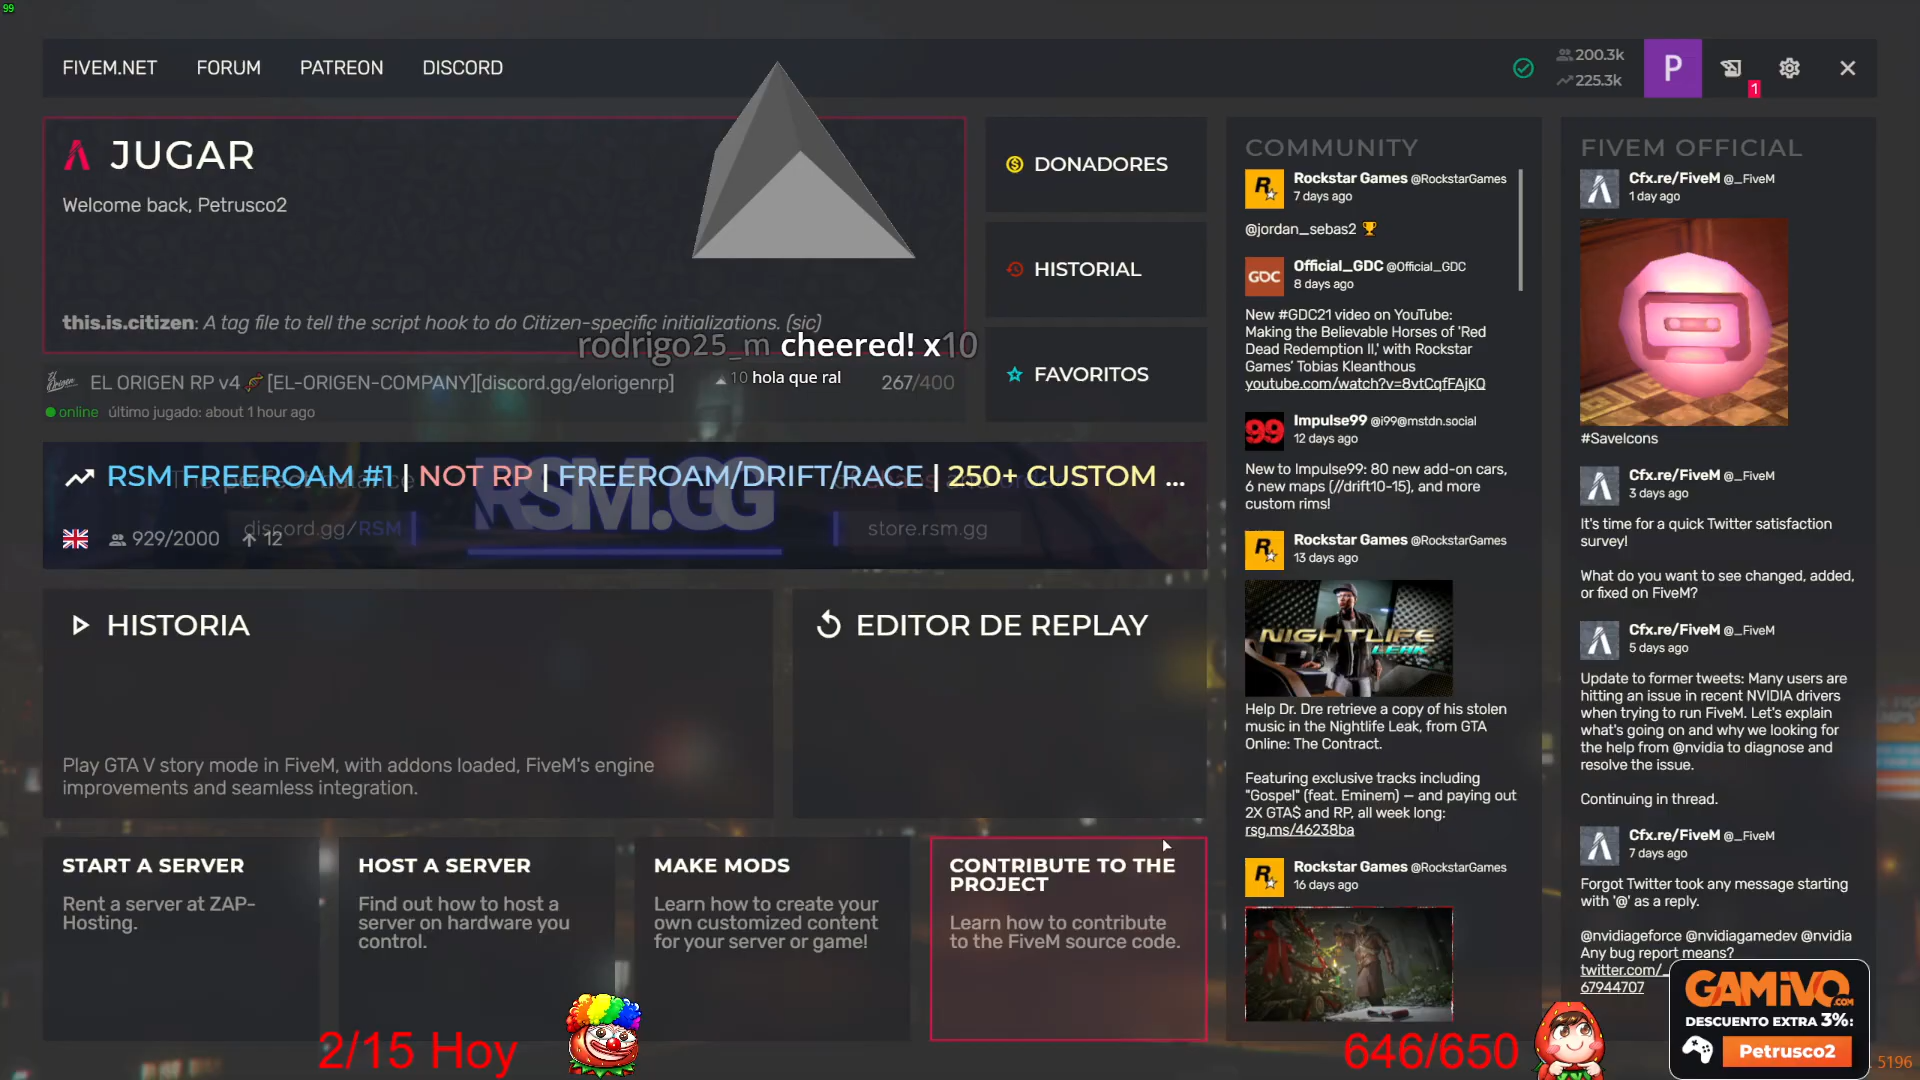 99
FIVEM.NET
FORUM
PATREON
DISCORD
200.3k
225.3k
P
1
JUGAR
Welcome back, Petrusco2
this.is.citizen: A tag file to tell the script hook to do Citizen-specific initializations. (sic)
rodrigo25_m cheered! x10
10 hola que ral
EL ORIGEN RP v4 [EL-ORIGEN-COMPANY][discord.gg/elorigenrp]
267/400
online último jugado: about 1 hour ago
DONADORES
HISTORIAL
FAVORITOS
RSM FREEROAM #1 | NOT RP | FREEROAM/DRIFT/RACE | 250+ CUSTOM ...
RSM.GG
discord.gg/RSM
store.rsm.gg
929/2000
12
HISTORIA
Play GTA V story mode in FiveM, with addons loaded, FiveM's engine
improvements and seamless integration.
EDITOR DE REPLAY
START A SERVER
Rent a server at ZAP-
Hosting.
HOST A SERVER
Find out how to host a
server on hardware you
control.
MAKE MODS
Learn how to create your
own customized content
for your server or game!
CONTRIBUTE TO THE
PROJECT
Learn how to contribute
to the FiveM source code.
COMMUNITY
Rockstar Games @RockstarGames
7 days ago
@jordan_sebas2 🏆
GDC
Official_GDC @Official_GDC
8 days ago
New #GDC21 video on YouTube:
Making the Believable Horses of 'Red
Dead Redemption II,' with Rockstar
Games' Tobias Kleanthous
youtube.com/watch?v=8vtCqfFAjKQ
99
Impulse99 @i99@mstdn.social
12 days ago
New to Impulse99: 80 new add-on cars,
6 new maps (//drift10-15), and more
custom rims!
Rockstar Games @RockstarGames
13 days ago
NIGHTLIFE
LEAK
Help Dr. Dre retrieve a copy of his stolen
music in the Nightlife Leak, from GTA
Online: The Contract.
Featuring exclusive tracks including
"Gospel" (feat. Eminem) — and paying out
2X GTA$ and RP, all week long:
rsg.ms/46238ba
Rockstar Games @RockstarGames
16 days ago
FIVEM OFFICIAL
Cfx.re/FiveM @_FiveM
1 day ago
#SaveIcons
Cfx.re/FiveM @_FiveM
3 days ago
It's time for a quick Twitter satisfaction
survey!
What do you want to see changed, added,
or fixed on FiveM?
Cfx.re/FiveM @_FiveM
5 days ago
Update to former tweets: Many users are
hitting an issue in recent NVIDIA drivers
when trying to run FiveM. Let's explain
what's going on and why we looking for
the help from @nvidia to diagnose and
resolve the issue.
Continuing in thread.
Cfx.re/FiveM @_FiveM
7 days ago
Forgot Twitter took any message starting
with '@' as a reply.
@nvidiageforce @nvidiagamedev @nvidia
Any bug report means?
twitter.com/_
67944707
2/15 Hoy
646/650
GAMIVO.COM
DESCUENTO EXTRA 3%:
Petrusco2
5196